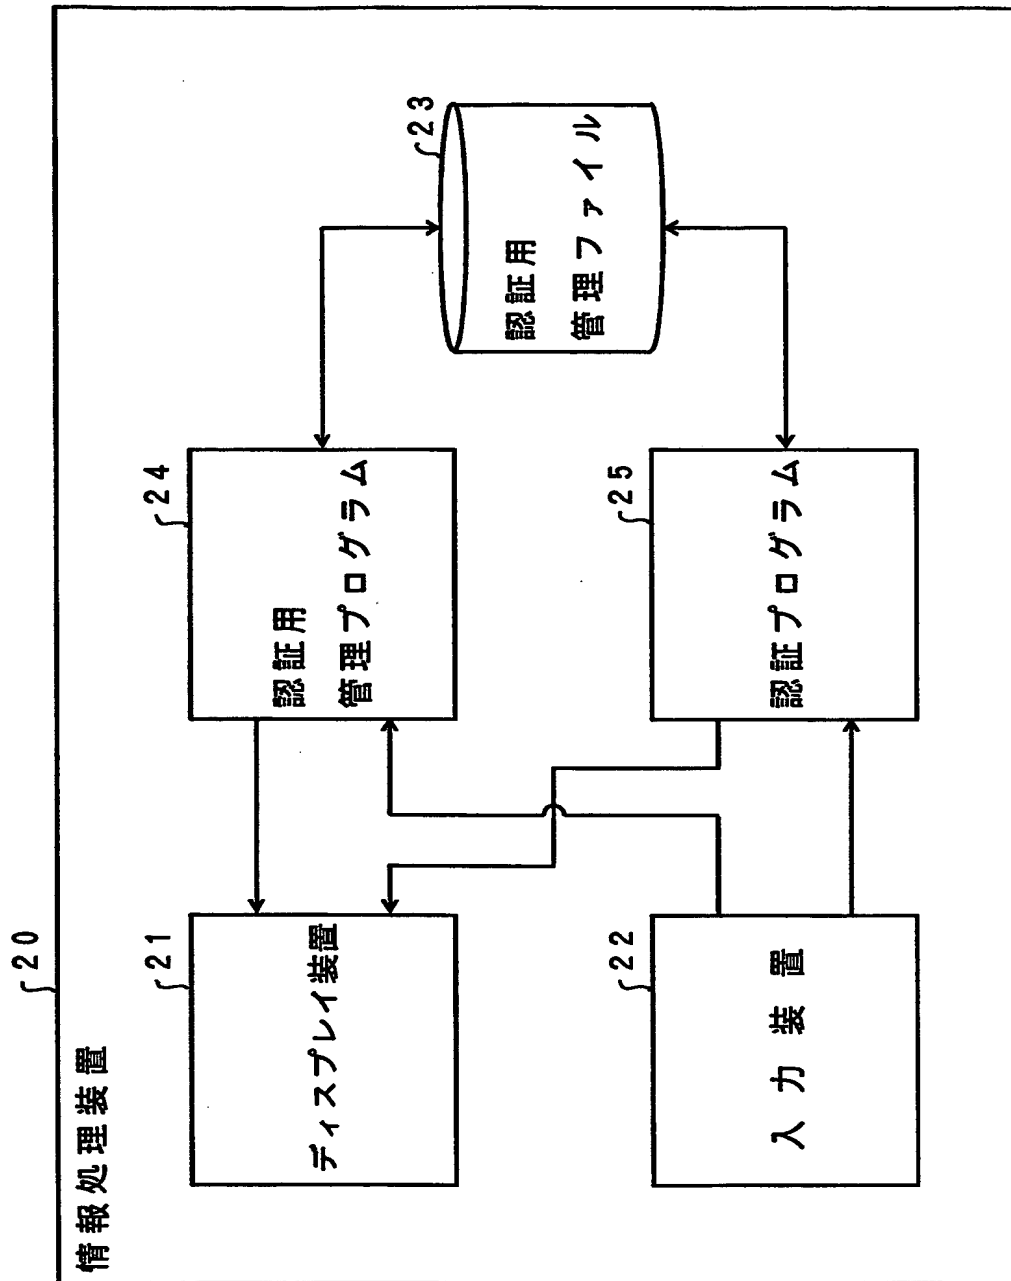 20
情報処理装置
21
ディスプレイ装置
24
認証用
管理プログラム
23
認証用
管理ファイル
22
入力装置
25
認証プログラム